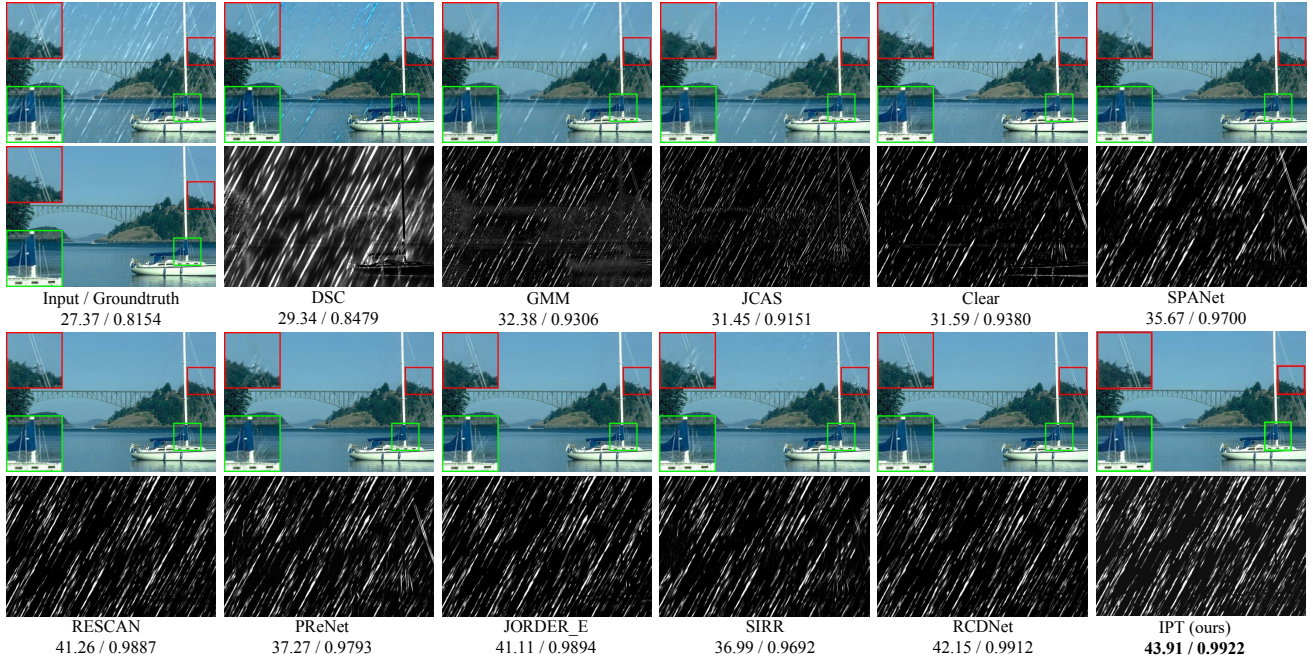 Input / Groundtruth
27.37 / 0.8154
DSC
29.34 / 0.8479
GMM
32.38 / 0.9306
JCAS
31.45 / 0.9151
Clear
31.59 / 0.9380
SPANet
35.67 / 0.9700
RESCAN
41.26 / 0.9887
PReNet
37.27 / 0.9793
JORDER_E
41.11 / 0.9894
SIRR
36.99 / 0.9692
RCDNet
42.15 / 0.9912
IPT (ours)
43.91 / 0.9922